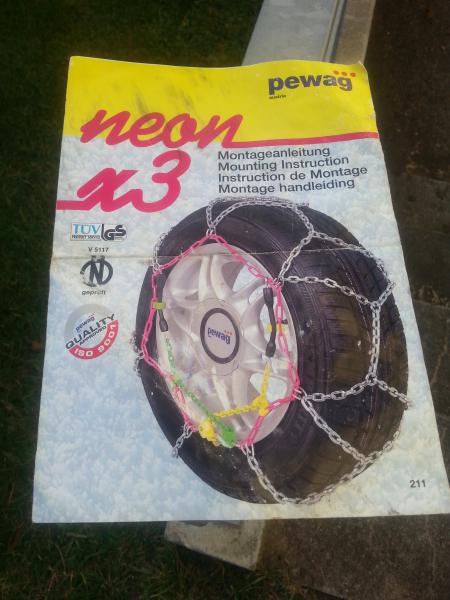 pewag
austria
neon
x3
Montageanleitung
Mounting Instruction
Instruction de Montage
Montage handleiding
TÜV
GS
V 5117
geprüft
pewag
QUALITY
ISO 9001
pewag
211